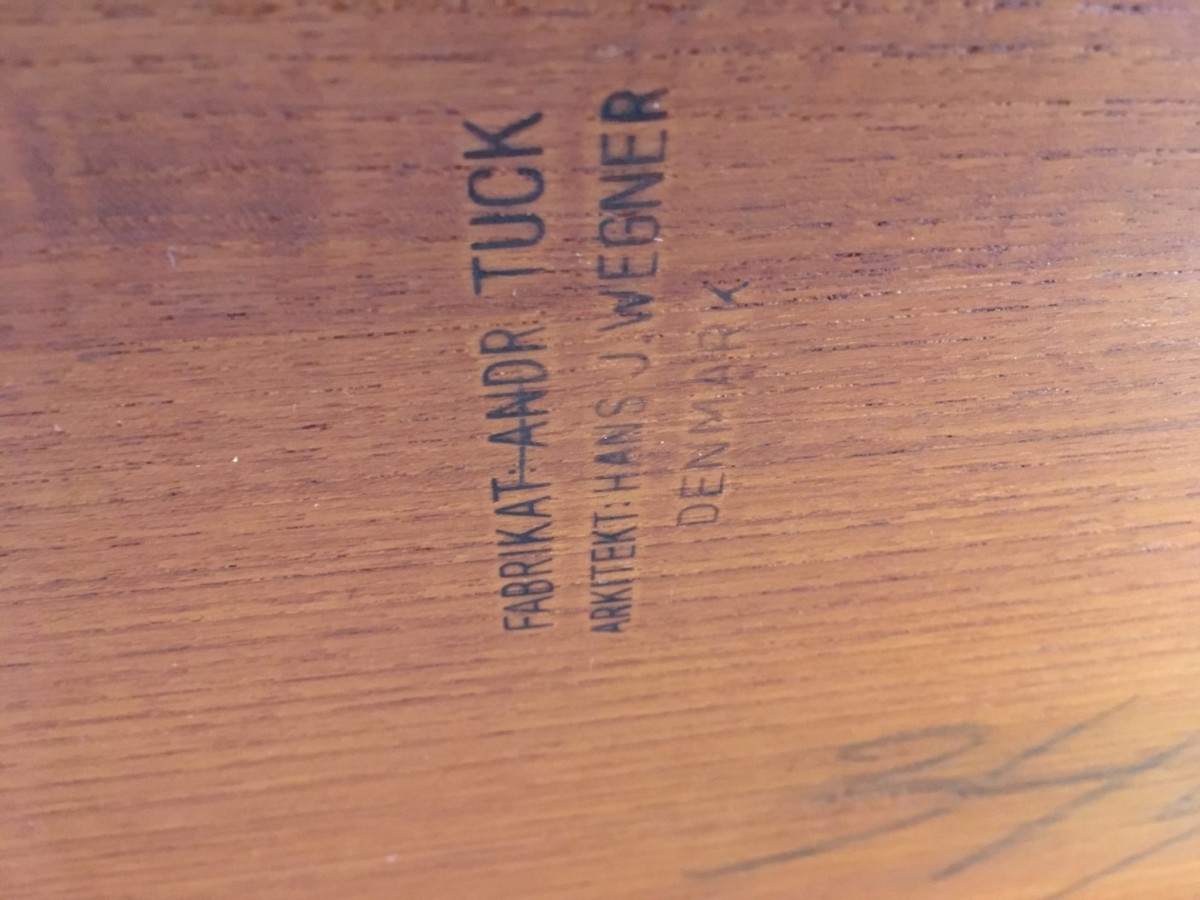 FABRIKAT: ANDR TUCK
ARKITEKT: HANS J. WEGNER
DENMARK